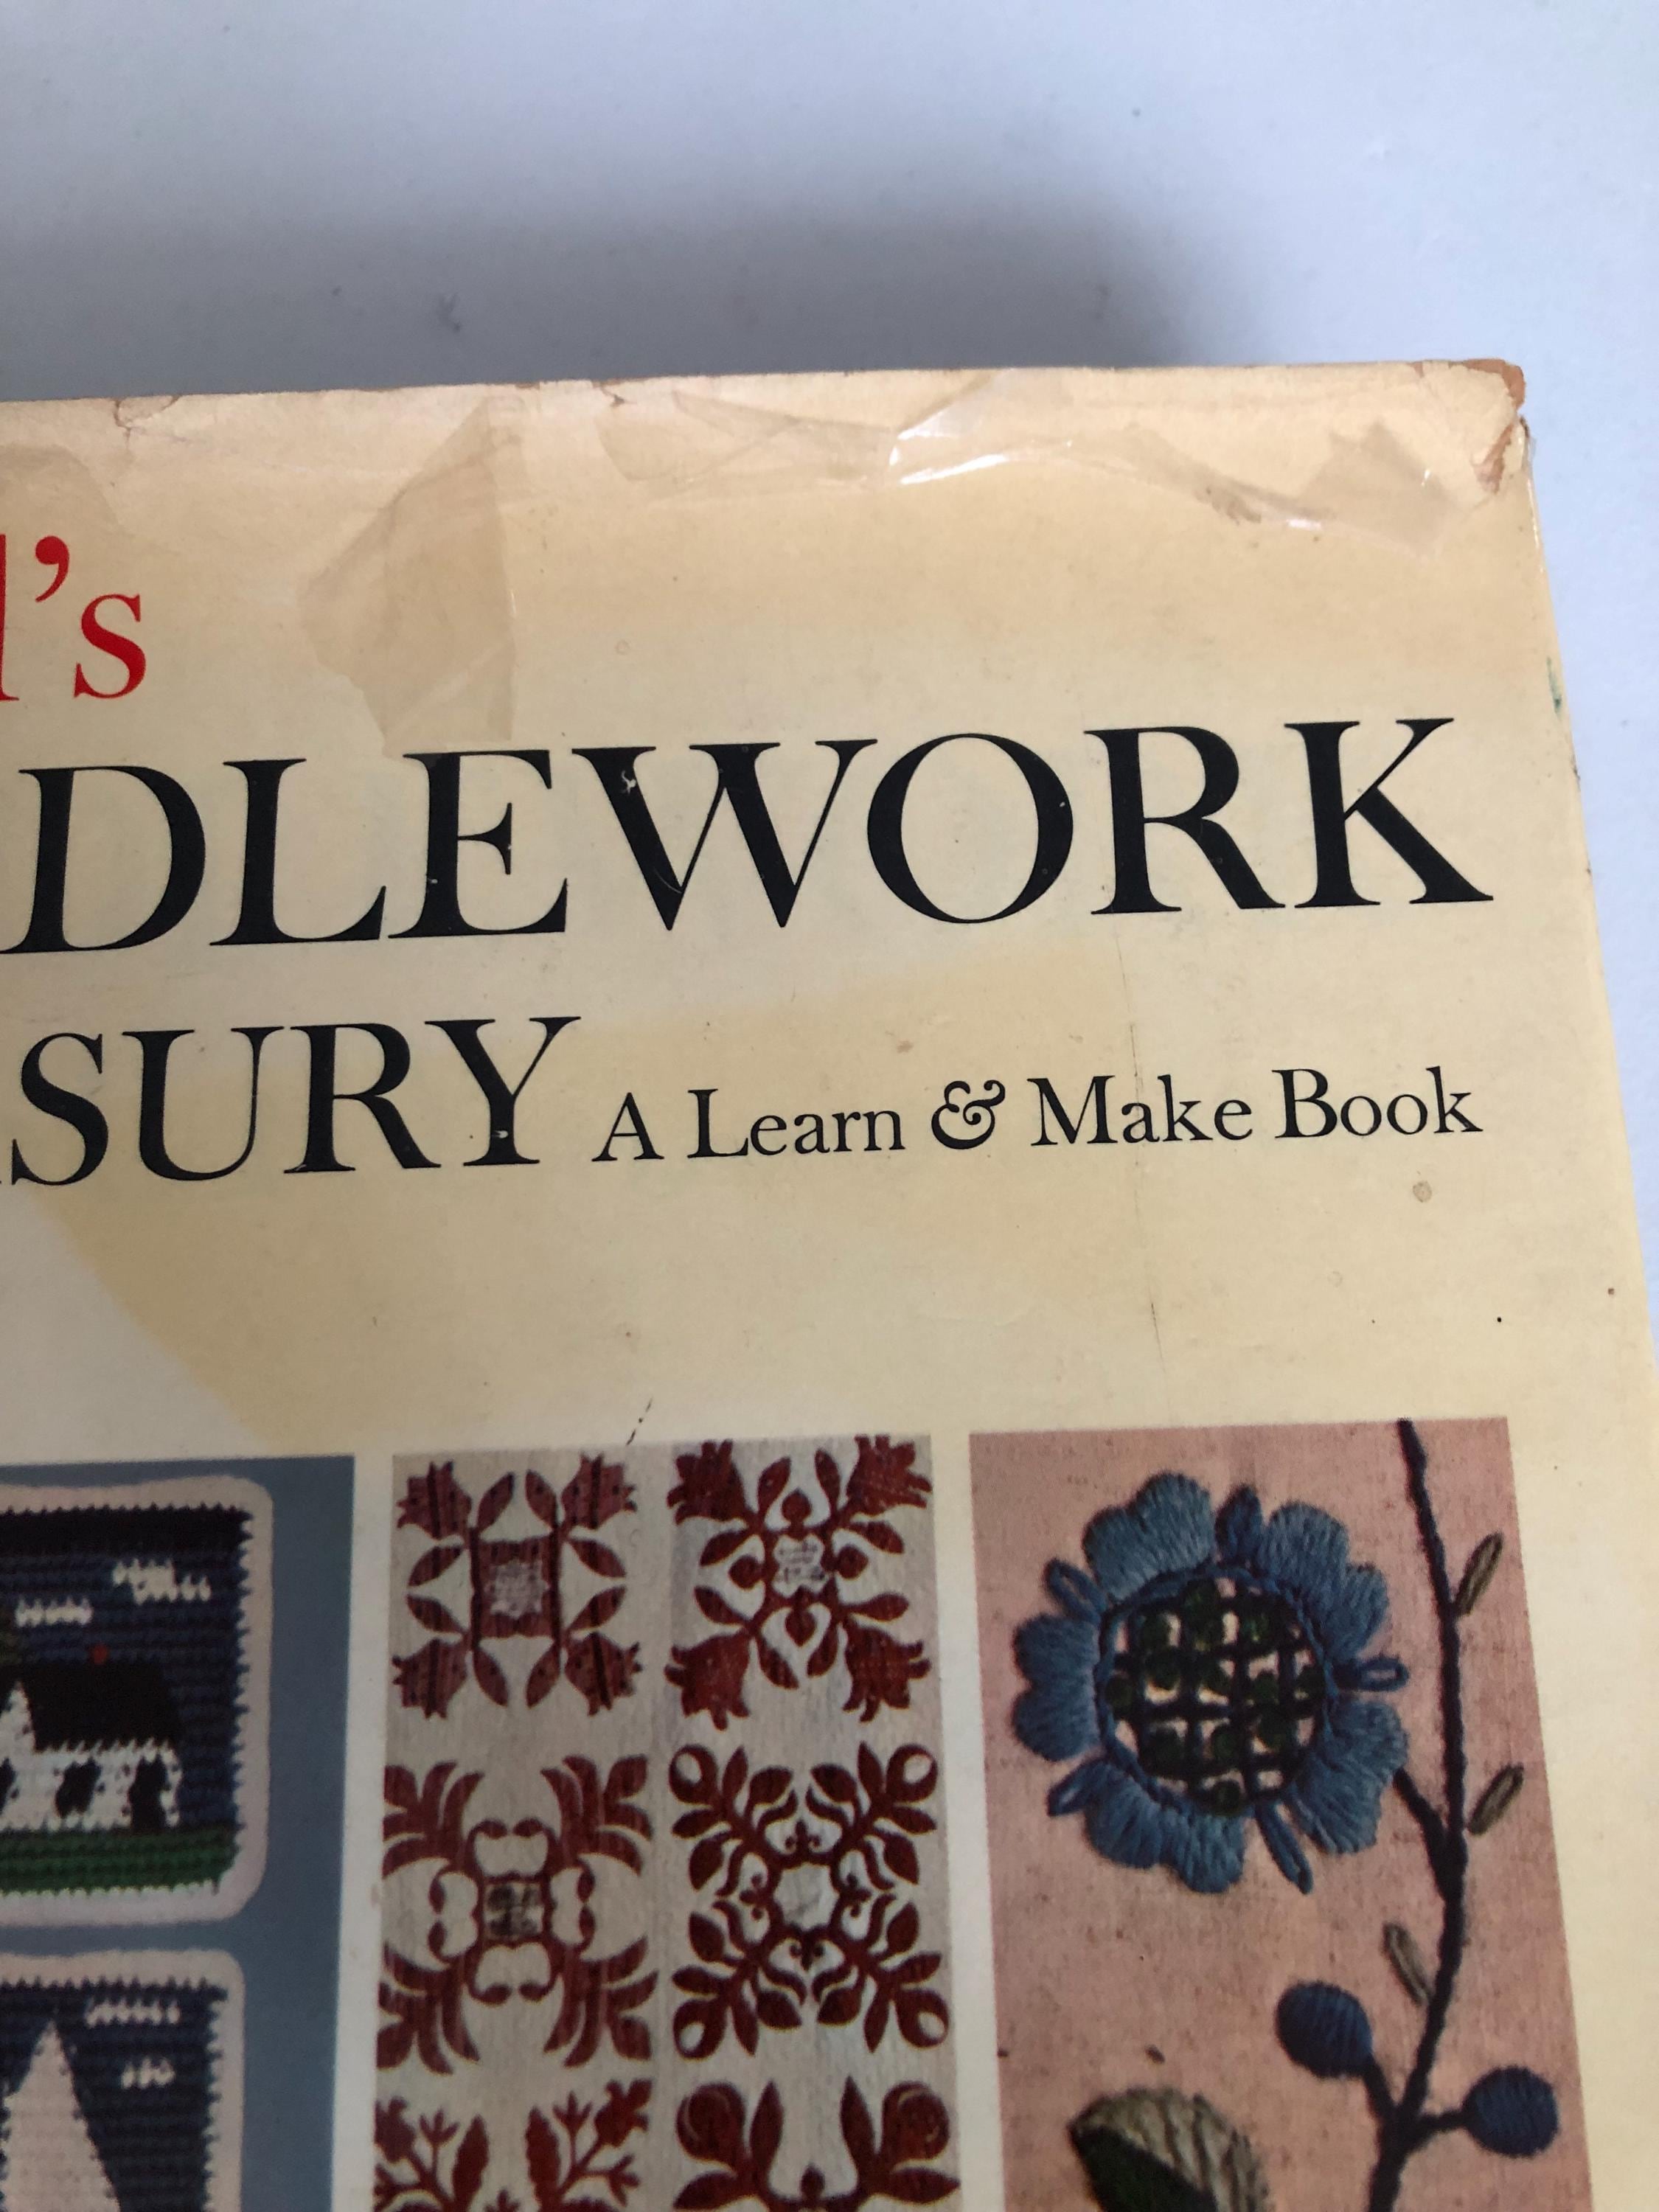 l's
DLEWORK
SURY A Learn & Make Book